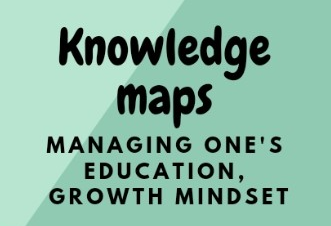 Knowledge
maps
MANAGING ONE'S
EDUCATION,
GROWTH MINDSET